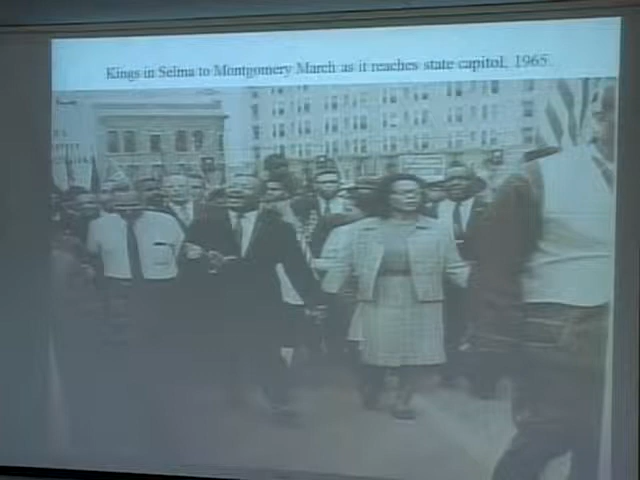 Kings in Selma to Montgomery March as it reaches state capitol, 1965